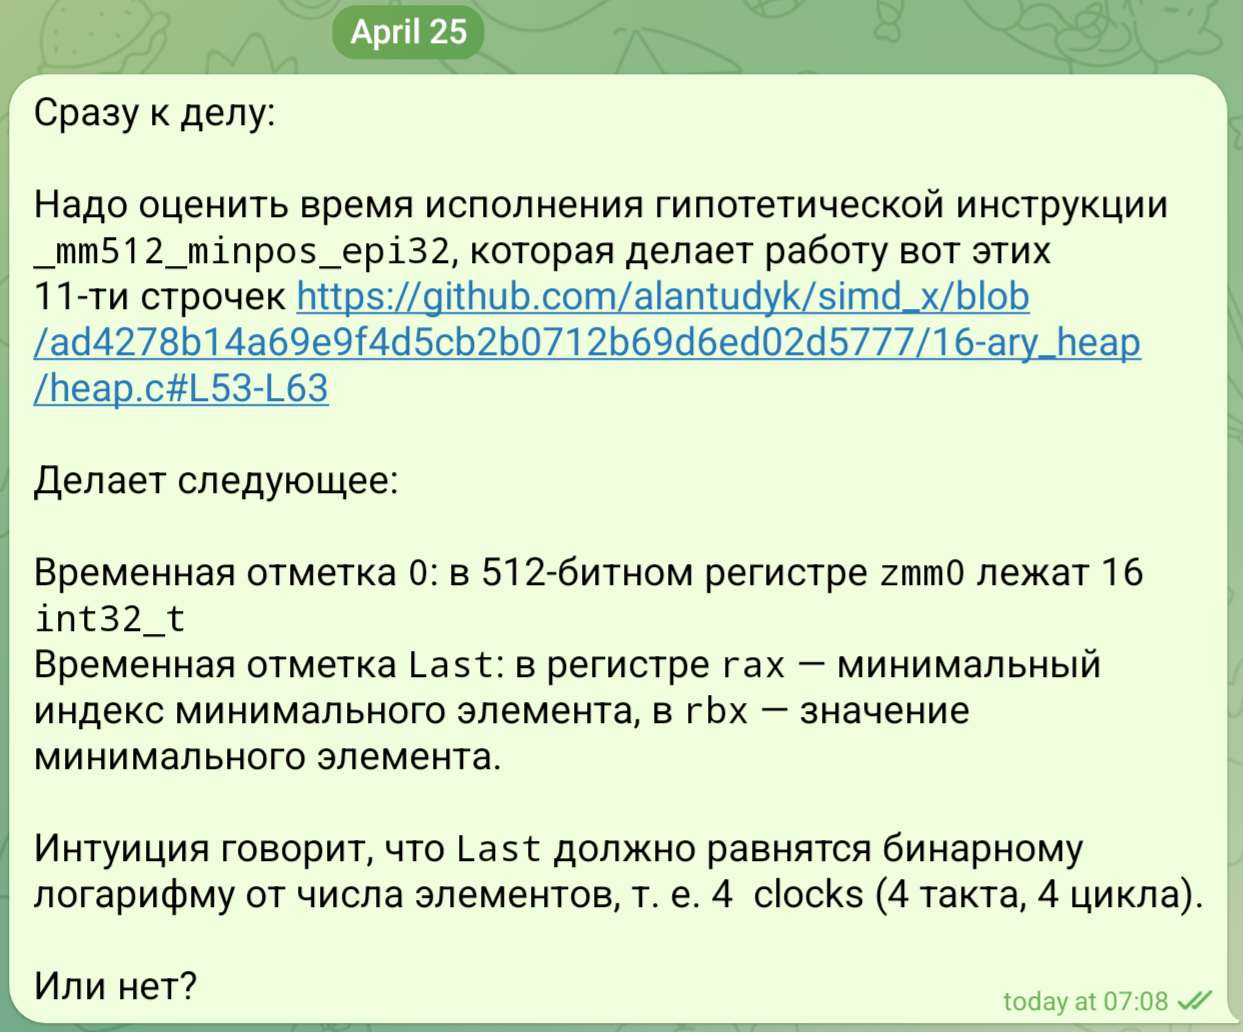 April 25
Сразу к делу:
Надо оценить время исполнения гипотетической инструкции
_mm512_minpos_epi32, которая делает работу вот этих
11-ти строчек https://github.com/alantudyk/simd_x/blob
/ad4278b14a69e9f4d5cb2b0712b69d6ed02d5777/16-ary_heap
/heap.c#L53-L63
Делает следующее:
Временная отметка 0: в 512-битном регистре zmm0 лежат 16
int32_t
Временная отметка Last: в регистре rax — минимальный
индекс минимального элемента, в rbx — значение
минимального элемента.
Интуиция говорит, что Last должно равнятся бинарному
логарифму от числа элементов, т. е. 4 clocks (4 такта, 4 цикла).
Или нет?
today at 07:08